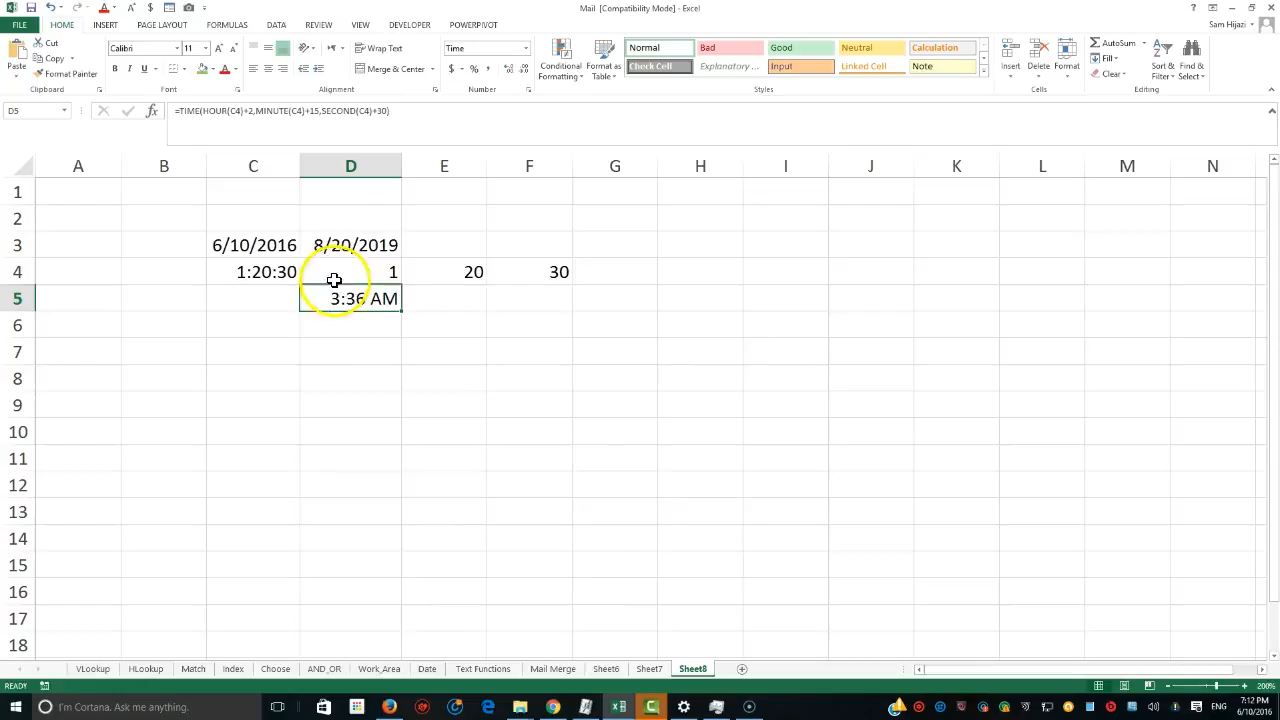 Mail [Compatibility Mode] - Excel
FILE HOME INSERT PAGE LAYOUT FORMULAS DATA REVIEW VIEW DEVELOPER POWERPIVOT
Sam Hijazi
Paste
Cut
Copy
Format Painter
Clipboard
Calibri 11
B I U
Font
Wrap Text
Merge & Center
Alignment
Time
$ % ,
Number
Conditional Formatting
Format as Table
Normal Bad Good Neutral Calculation
Check Cell Explanatory ... Input Linked Cell Note
Styles
Insert Delete Format
Cells
AutoSum
Fill
Clear
Sort & Filter
Find & Select
Editing
D5
fx
=TIME(HOUR(C4)+2,MINUTE(C4)+15,SECOND(C4)+30)
A B C D E F G H I J K L M N
1
2
3 6/10/2016 8/20/2019
4 1:20:30 1 20 30
5 3:36 AM
6
7
8
9
10
11
12
13
14
15
16
17
18
VLookup HLookup Match Index Choose AND_OR Work_Area Date Text Functions Mail Merge Sheet6 Sheet7 Sheet8
READY
200%
I'm Cortana. Ask me anything.
7:12 PM
6/10/2016